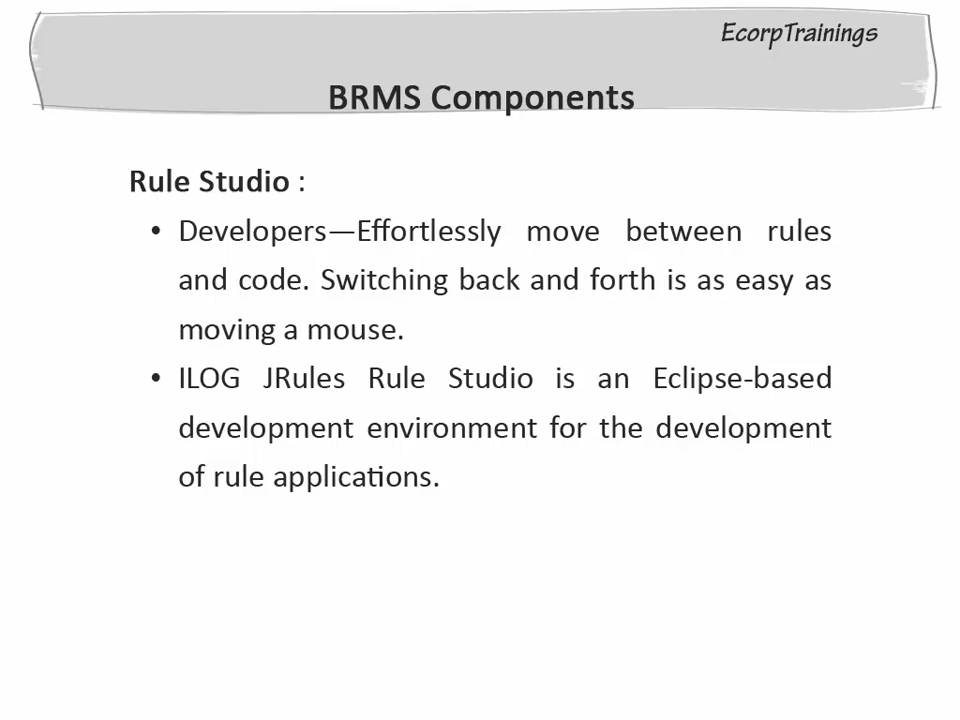 EcorpTrainings
BRMS Components
Rule Studio :
• Developers—Effortlessly move between rules
and code. Switching back and forth is as easy as
moving a mouse.
• ILOG JRules Rule Studio is an Eclipse-based
development environment for the development
of rule applications.